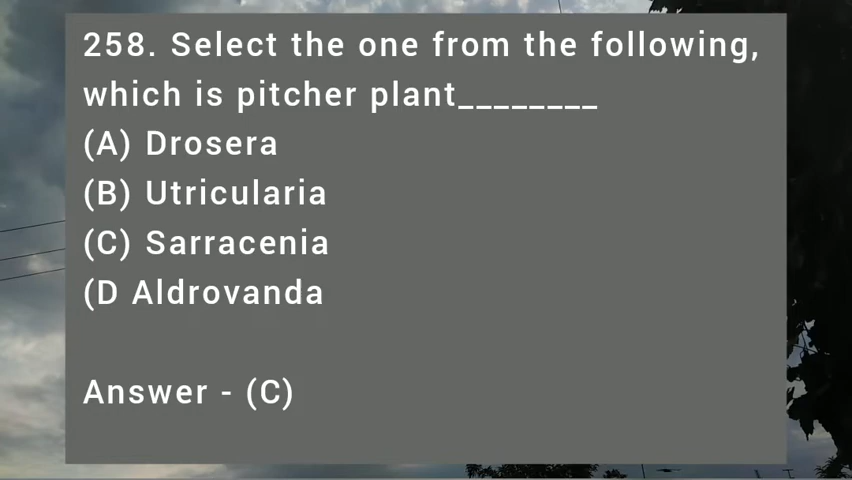 258. Select the one from the following,
which is pitcher plant________
(A) Drosera
(B) Utricularia
(C) Sarracenia
(D Aldrovanda
Answer - (C)